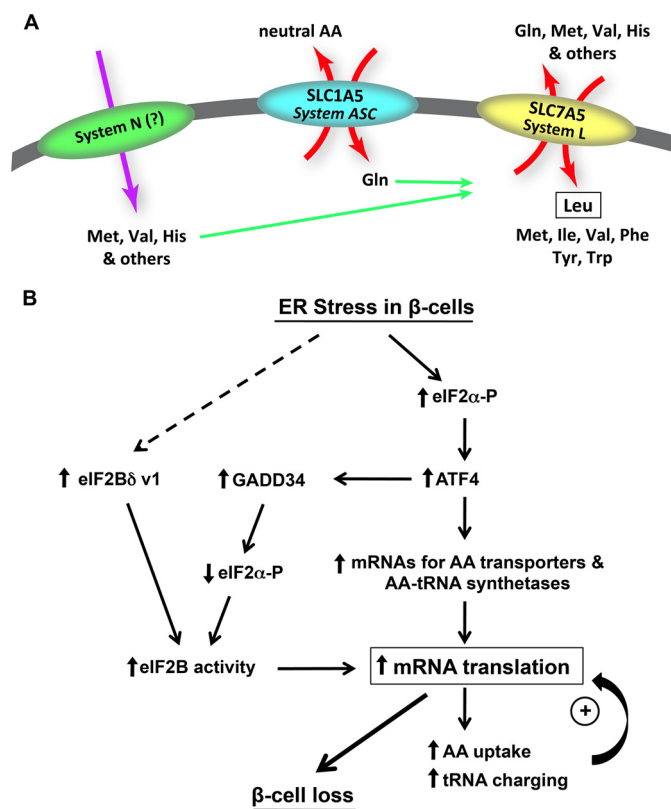 A
neutral AA
Gln, Met, Val, His
& others
System N (?)
SLC1A5
System ASC
SLC7A5
System L
Gln
Leu
Met, Val, His
& others
Met, Ile, Val, Phe
Tyr, Trp
B
ER Stress in β-cells
↑ eIF2α-P
↑ eIF2Bδ v1
↑ GADD34
↑ ATF4
↓ eIF2α-P
↑ mRNAs for AA transporters &
AA-tRNA synthetases
↑ eIF2B activity
↑ mRNA translation
+
↑ AA uptake
↑ tRNA charging
β-cell loss